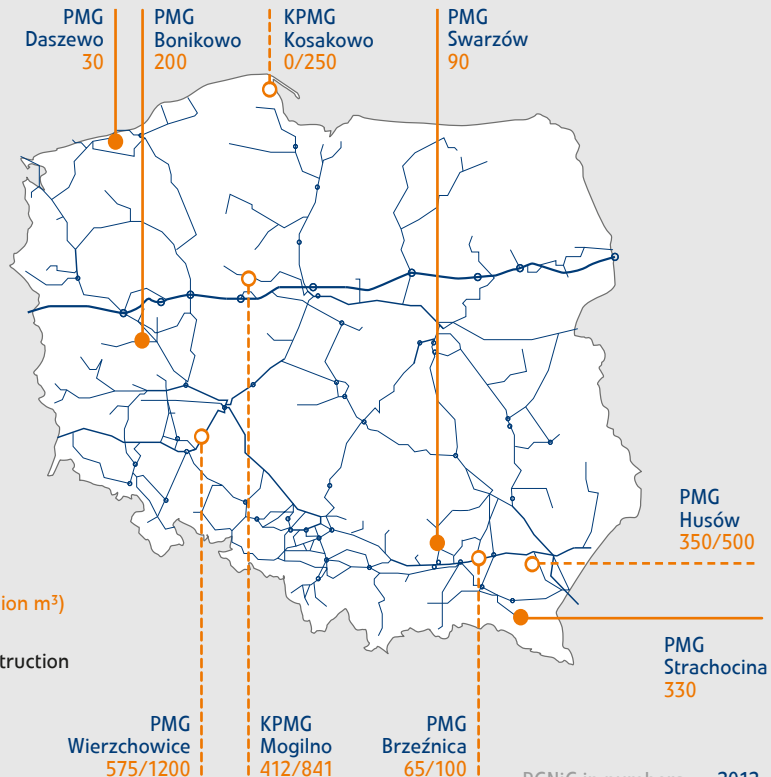 PMG
Daszewo
30
PMG
Bonikowo
200
KPMG
Kosakowo
0/250
PMG
Swarzów
90
PMG
Husów
350/500
ion m³)
truction
PMG
Strachocina
330
PMG
Wierzchowice
575/1200
KPMG
Mogilno
412/841
PMG
Brzeźnica
65/100